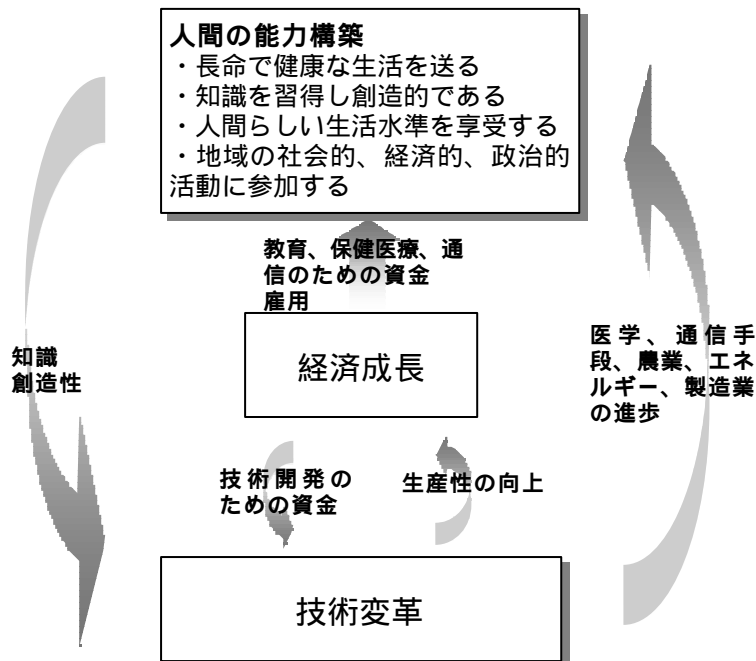 人間の能力構築
・長命で健康な生活を送る
・知識を習得し創造的である
・人間らしい生活水準を享受する
・地域の社会的、経済的、政治的
活動に参加する
教育、保健医療、通
信のための資金
雇用
経済成長
知識
創造性
医学、通信手
段、農業、エネ
ルギー、製造業
の進歩
技術開発の
ための資金
生産性の向上
技術変革